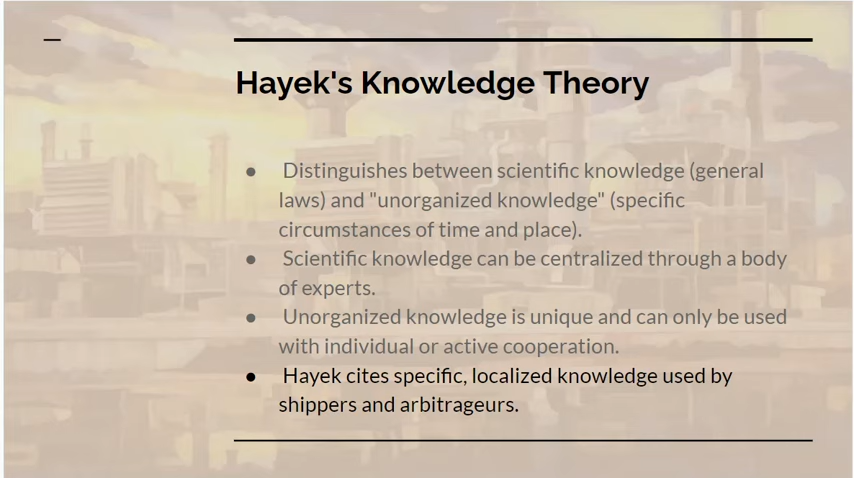 Hayek's Knowledge Theory
● Distinguishes between scientific knowledge (general
laws) and "unorganized knowledge" (specific
circumstances of time and place).
● Scientific knowledge can be centralized through a body
of experts.
● Unorganized knowledge is unique and can only be used
with individual or active cooperation.
● Hayek cites specific, localized knowledge used by
shippers and arbitrageurs.